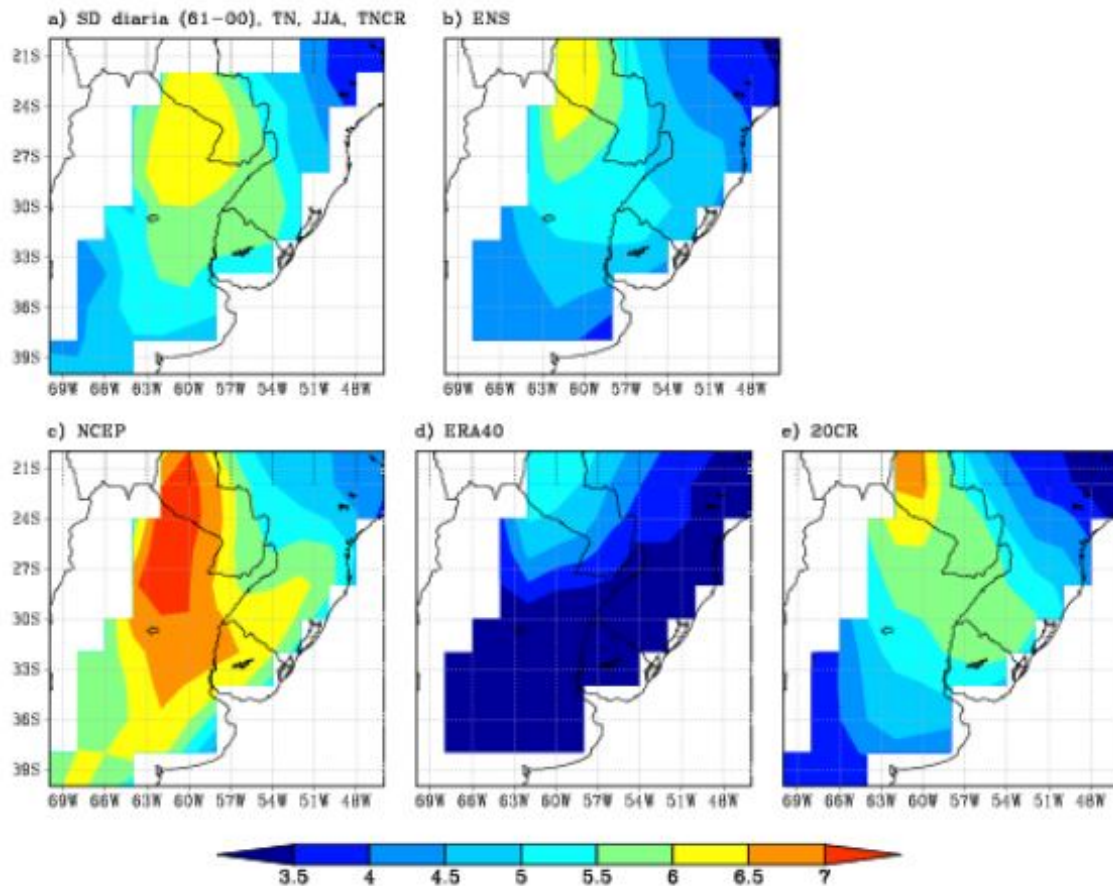 a) SD diaria (61-00), TN, JJA, TNCR
b) ENS
21S
24S
27S
30S
33S
36S
39S
69W 66W 63W 60W 57W 54W 51W 48W
69W 66W 63W 60W 57W 54W 51W 48W
c) NCEP
d) ERA40
e) 20CR
21S
24S
27S
30S
33S
36S
39S
69W 66W 63W 60W 57W 54W 51W 48W
69W 66W 63W 60W 57W 54W 51W 48W
69W 66W 63W 60W 57W 54W 51W 48W
3.5 4 4.5 5 5.5 6 6.5 7